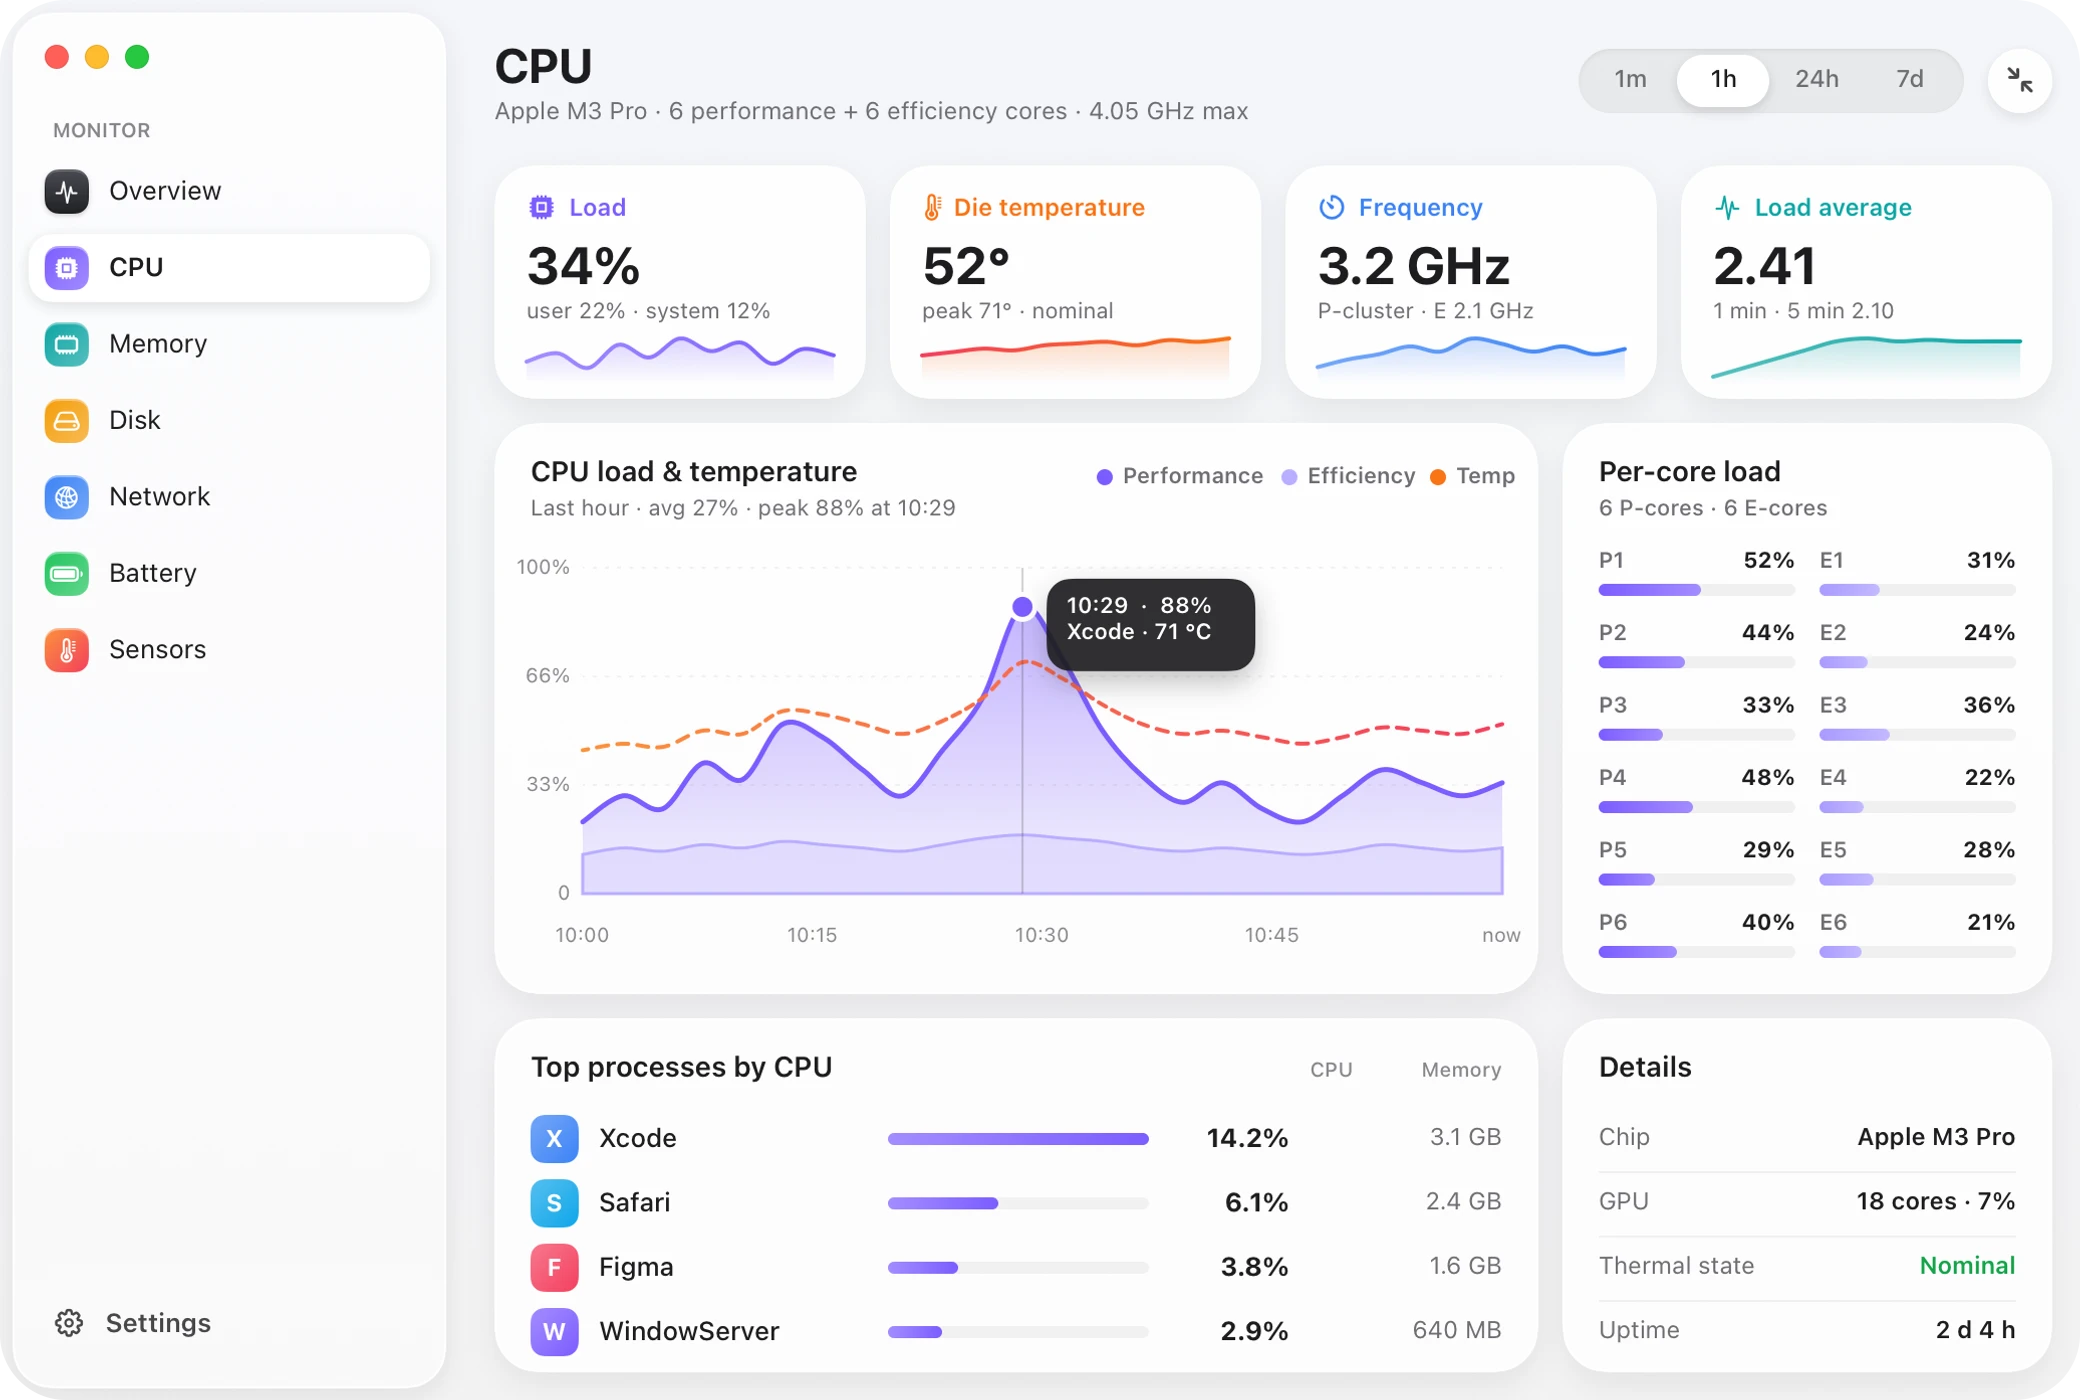 MONITOR
Overview
CPU
Memory
Disk
Network
Battery
Sensors
Settings
CPU
Apple M3 Pro · 6 performance + 6 efficiency cores · 4.05 GHz max
1m 1h 24h 7d
Load
34%
user 22% · system 12%
Die temperature
52°
peak 71° · nominal
Frequency
3.2 GHz
P-cluster · E 2.1 GHz
Load average
2.41
1 min · 5 min 2.10
CPU load & temperature
Last hour · avg 27% · peak 88% at 10:29
Performance Efficiency Temp
100%
66%
33%
0
10:29 · 88%
Xcode · 71 °C
10:00 10:15 10:30 10:45 now
Per-core load
6 P-cores · 6 E-cores
P1 52% E1 31%
P2 44% E2 24%
P3 33% E3 36%
P4 48% E4 22%
P5 29% E5 28%
P6 40% E6 21%
Top processes by CPU CPU Memory
X Xcode 14.2% 3.1 GB
S Safari 6.1% 2.4 GB
F Figma 3.8% 1.6 GB
W WindowServer 2.9% 640 MB
Details
Chip Apple M3 Pro
GPU 18 cores · 7%
Thermal state Nominal
Uptime 2 d 4 h